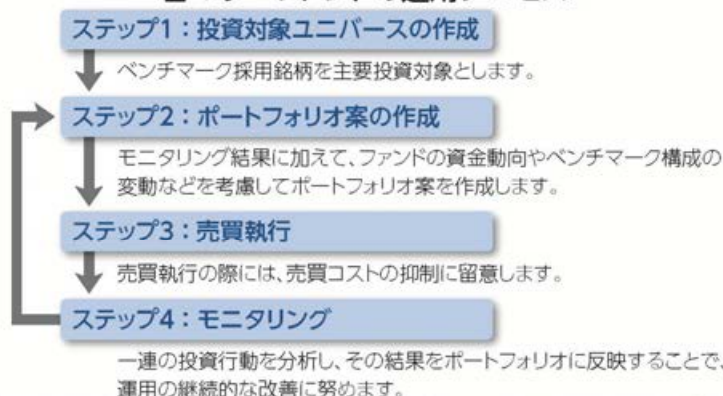 ステップ1:投資対象ユニバースの作成
ベンチマーク採用銘柄を主要投資対象とします。
ステップ2:ポートフォリオ案の作成
モニタリング結果に加えて、ファンドの資金動向やベンチマーク構成の
変動などを考慮してポートフォリオ案を作成します。
ステップ3:売買執行
売買執行の際には、売買コストの抑制に留意します。
ステップ4:モニタリング
一連の投資行動を分析し、その結果をポートフォリオに反映することで、
運用の継続的な改善に努めます。